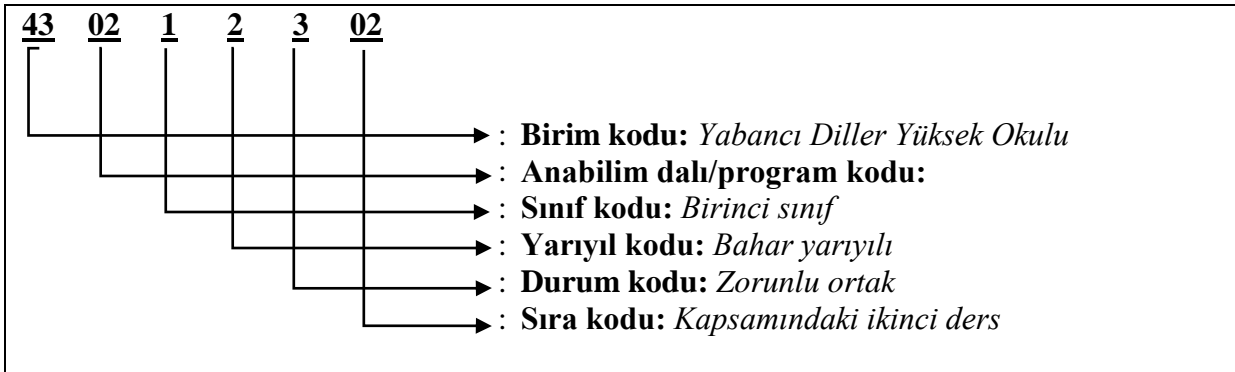 43 02 1 2 3 02
: Birim kodu: Yabancı Diller Yüksek Okulu
: Anabilim dalı/program kodu:
: Sınıf kodu: Birinci sınıf
: Yarıyıl kodu: Bahar yarıyılı
: Durum kodu: Zorunlu ortak
: Sıra kodu: Kapsamındaki ikinci ders